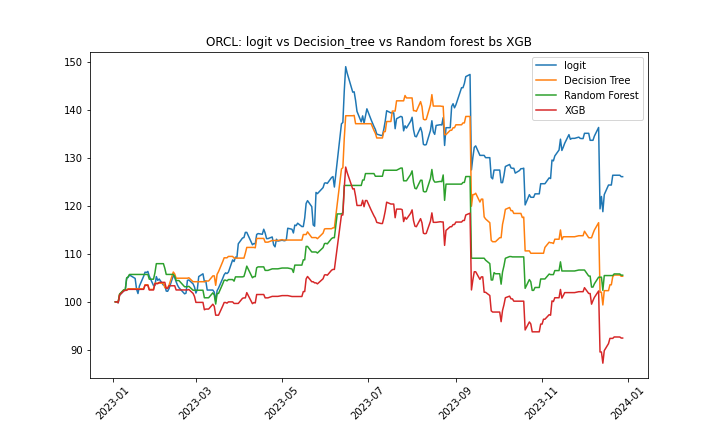 ORCL: logit vs Decision_tree vs Random forest bs XGB
150
140
130
120
110
100
90
logit
Decision Tree
Random Forest
XGB
2023-01
2023-03
2023-05
2023-07
2023-09
2023-11
2024-01